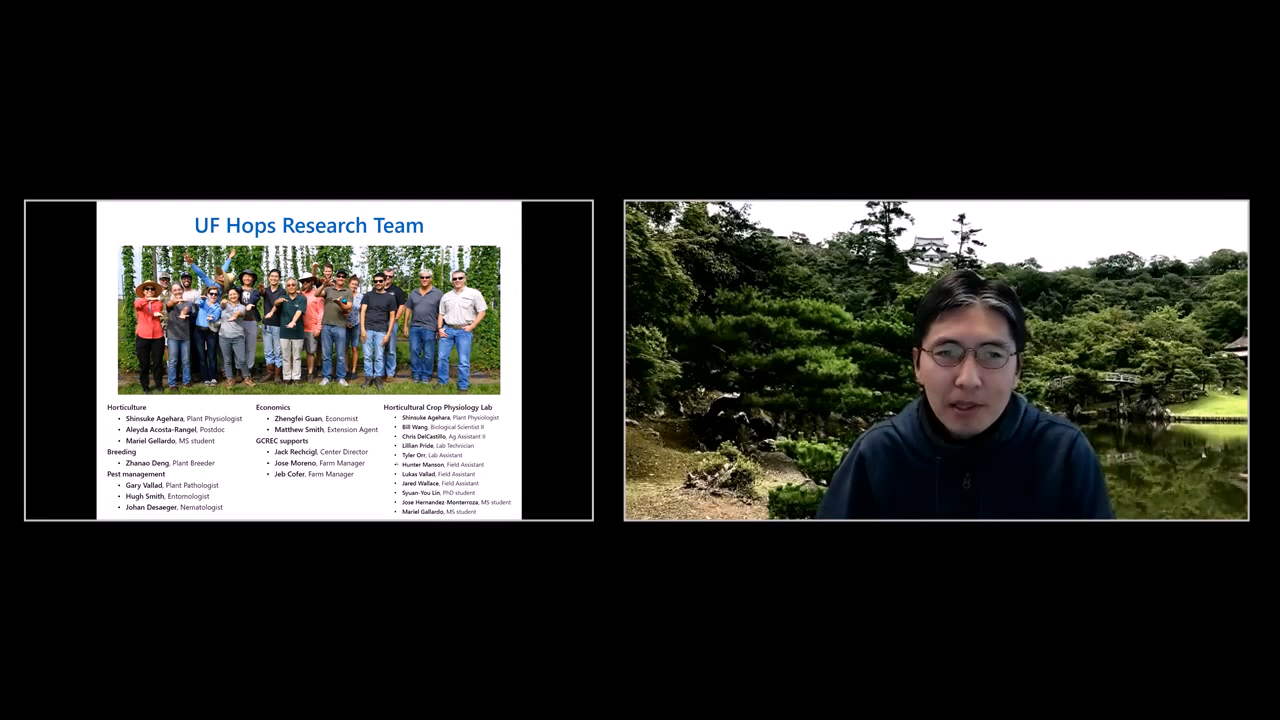 UF Hops Research Team
Horticulture
• Shinsuke Agehara, Plant Physiologist
• Aleyda Acosta-Rangel, Postdoc
• Mariel Gellardo, MS student
Breeding
• Zhanao Deng, Plant Breeder
Pest management
• Gary Vallad, Plant Pathologist
• Hugh Smith, Entomologist
• Johan Desaeger, Nematologist
Economics
• Zhengfei Guan, Economist
• Matthew Smith, Extension Agent
GCREC supports
• Jack Rechcigl, Center Director
• Jose Moreno, Farm Manager
• Jeb Cofer, Farm Manager
Horticultural Crop Physiology Lab
• Shinsuke Agehara, Plant Physiologist
• Bill Wang, Biological Scientist II
• Chris DelCastillo, Ag Assistant II
• Lillian Pride, Lab Technician
• Tyler Orr, Lab Assistant
• Hunter Manson, Field Assistant
• Lukas Vallad, Field Assistant
• Jared Wallace, Field Assistant
• Syuan-You Lin, PhD student
• Jose Hernandez-Monterroza, MS student
• Mariel Gallardo, MS student